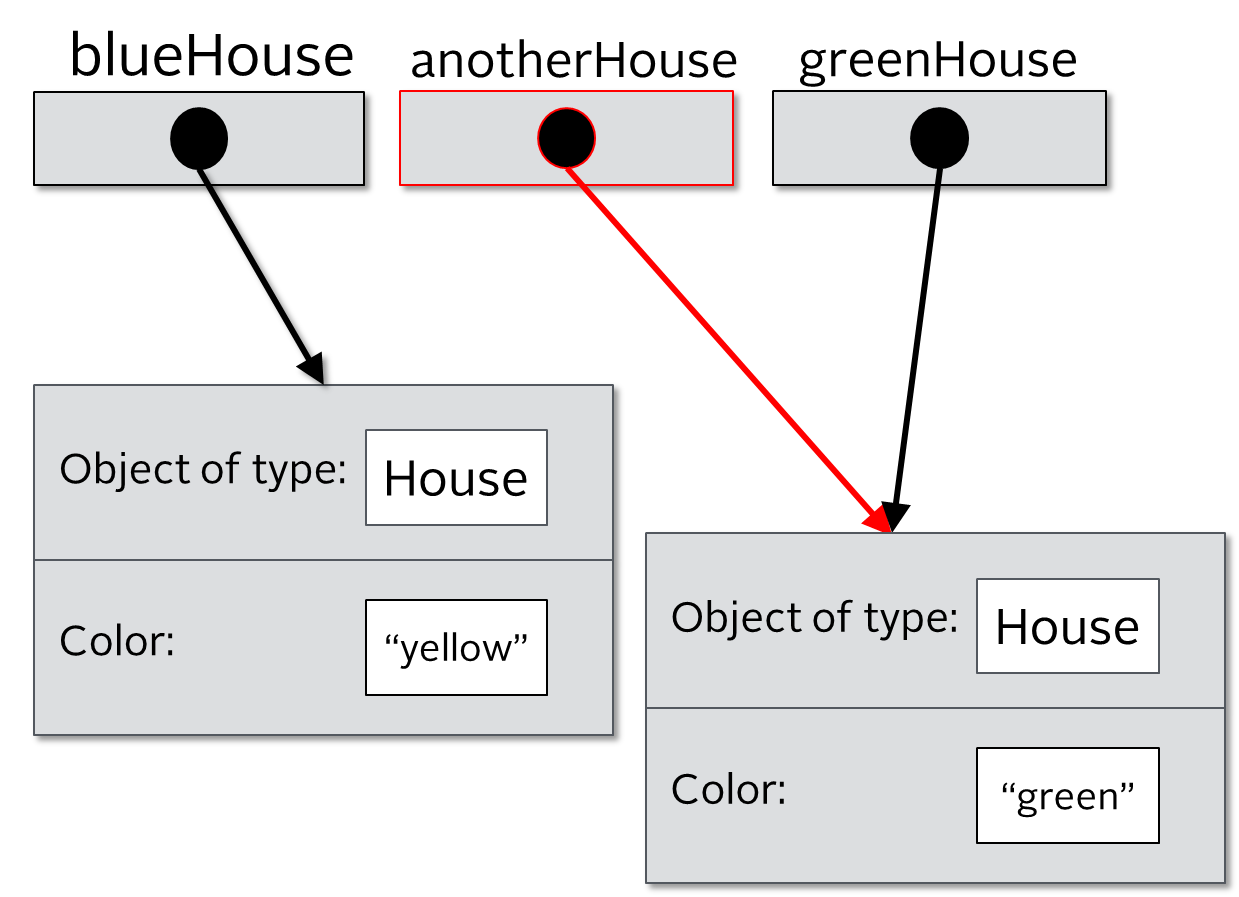 blueHouse anotherHouse greenHouse
Object of type: House
Color: “yellow”
Object of type: House
Color: “green”